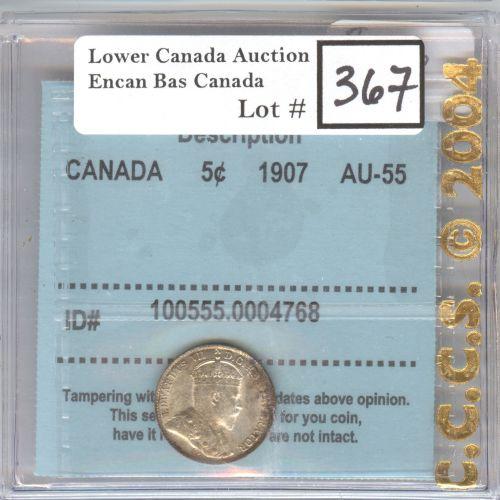 Lower Canada Auction
Encan Bas Canada
Lot # 367
Description
CANADA 5¢ 1907 AU-55
ID# 100555.0004768
Tampering with dates above opinion.
This se for you coin,
have it are not intact.
C.C.C.S. © 2004